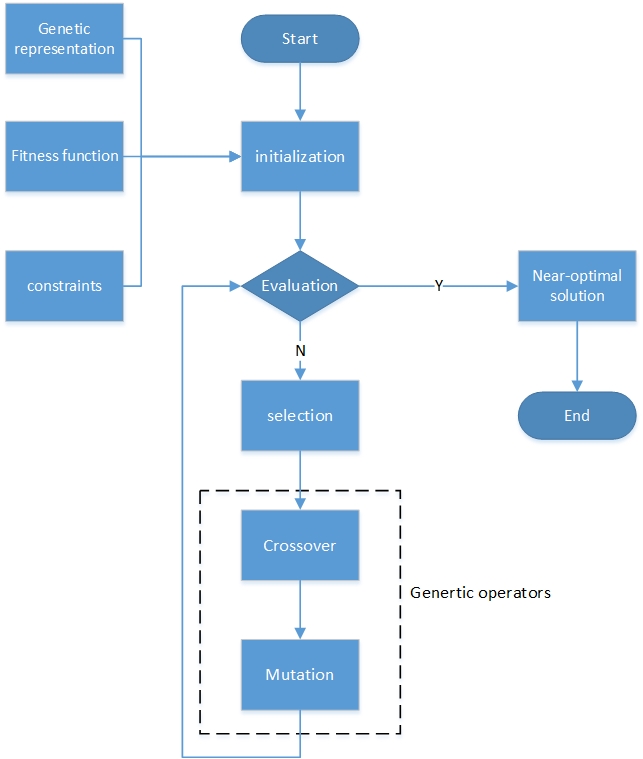 Genetic
representation
Start
Fitness function
initialization
constraints
Evaluation
Y
Near-optimal
solution
N
selection
End
Crossover
Genertic operators
Mutation